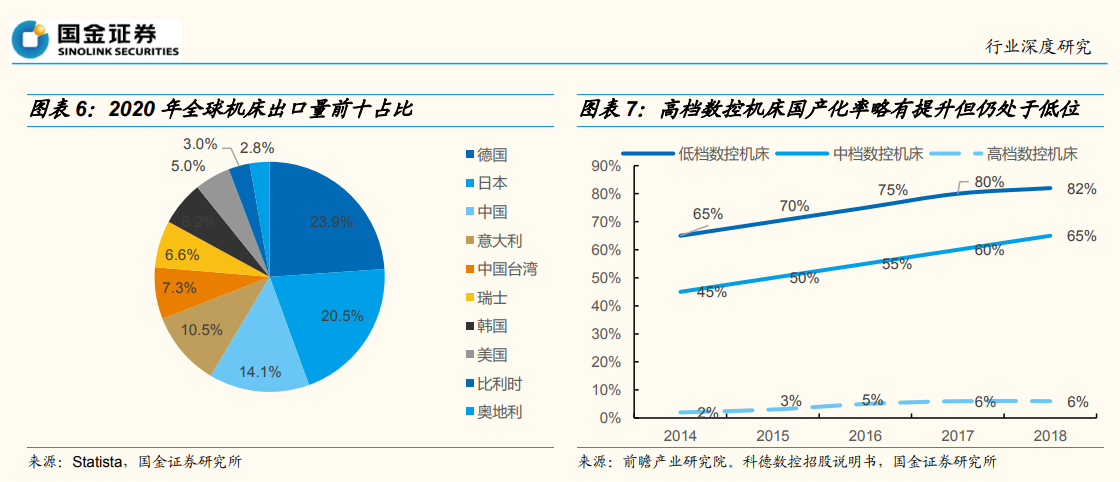 国金证券
SINOLINK SECURITIES
行业深度研究
图表 6：2020 年全球机床出口量前十占比
23.9%
20.5%
14.1%
10.5%
7.3%
6.6%
6.2%
5.0%
3.0%
2.8%
德国
日本
中国
意大利
中国台湾
瑞士
韩国
美国
比利时
奥地利
来源：Statista，国金证券研究所
图表 7：高档数控机床国产化率略有提升但仍处于低位
低档数控机床 中档数控机床 高档数控机床
90%
80%
70%
60%
50%
40%
30%
20%
10%
0%
65% 70% 75% 80% 82%
45% 50% 55% 60% 65%
2% 3% 5% 6% 6%
2014 2015 2016 2017 2018
来源：前瞻产业研究院。科德数控招股说明书，国金证券研究所